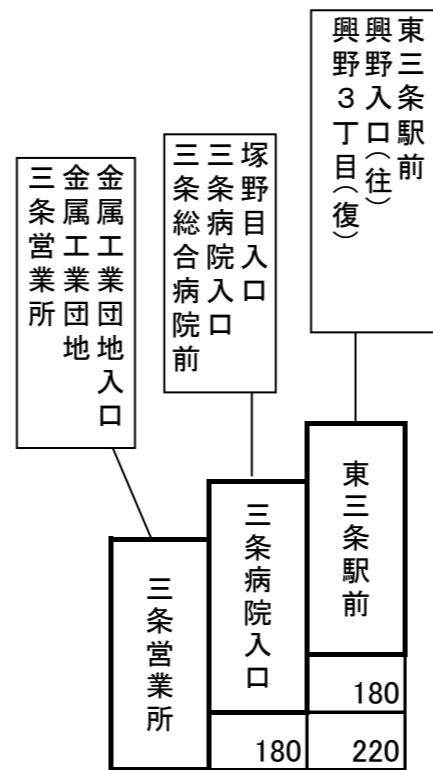 東三条駅前
興野入口(往)
興野3丁目(復)
塚野目入口
三条病院入口
三条総合病院前
金属工業団地入口
金属工業団地
三条営業所
東三条駅前
三条病院入口
三条営業所
180
180
220